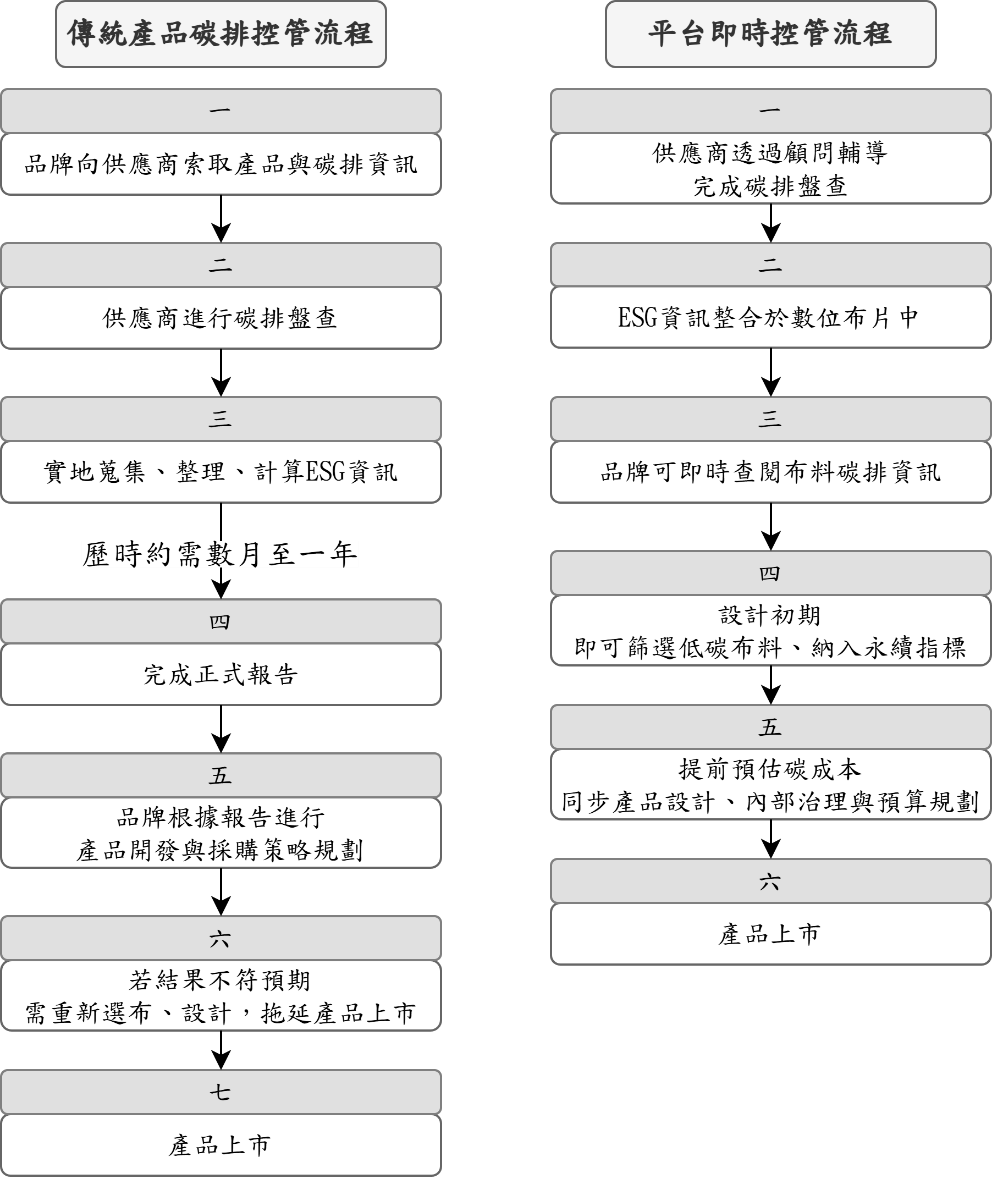 傳統產品碳排控管流程
一
品牌向供應商索取產品與碳排資訊
二
供應商進行碳排盤查
三
實地蒐集、整理、計算ESG資訊
歷時約需數月至一年
四
完成正式報告
五
品牌根據報告進行
產品開發與採購策略規劃
六
若結果不符預期
需重新選布、設計，拖延產品上市
七
產品上市
平台即時控管流程
一
供應商透過顧問輔導
完成碳排盤查
二
ESG資訊整合於數位布片中
三
品牌可即時查閱布料碳排資訊
四
設計初期
即可篩選低碳布料、納入永續指標
五
提前預估碳成本
同步產品設計、內部治理與預算規劃
六
產品上市